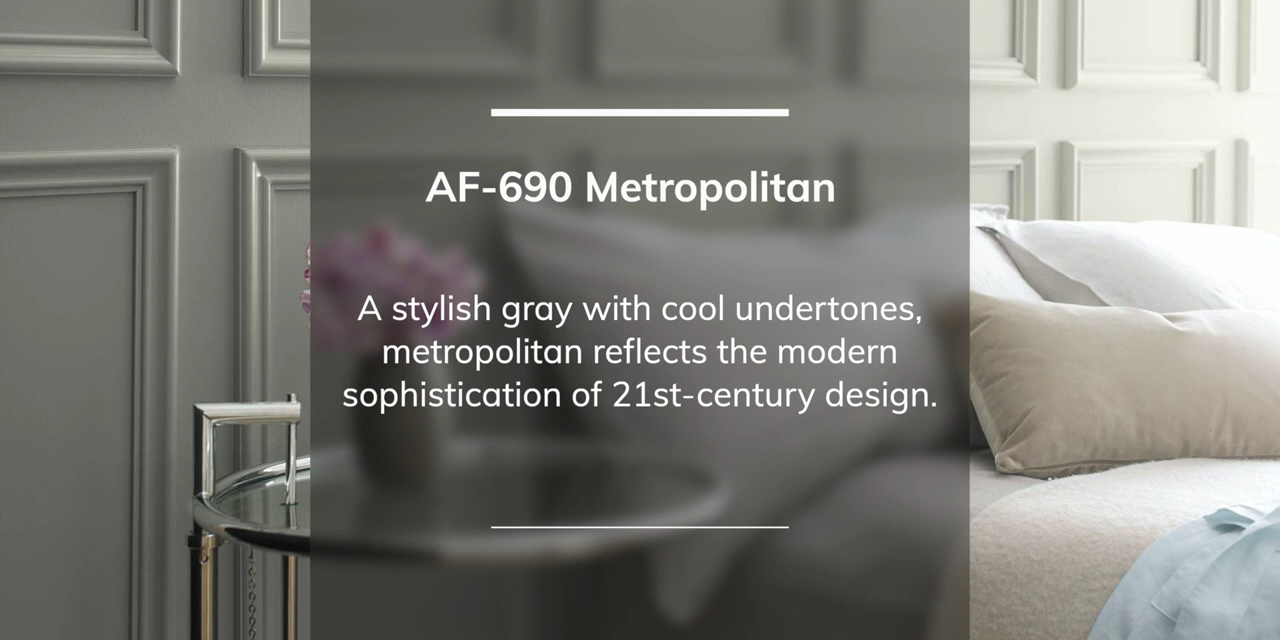 AF-690 Metropolitan
A stylish gray with cool undertones,
metropolitan reflects the modern
sophistication of 21st-century design.